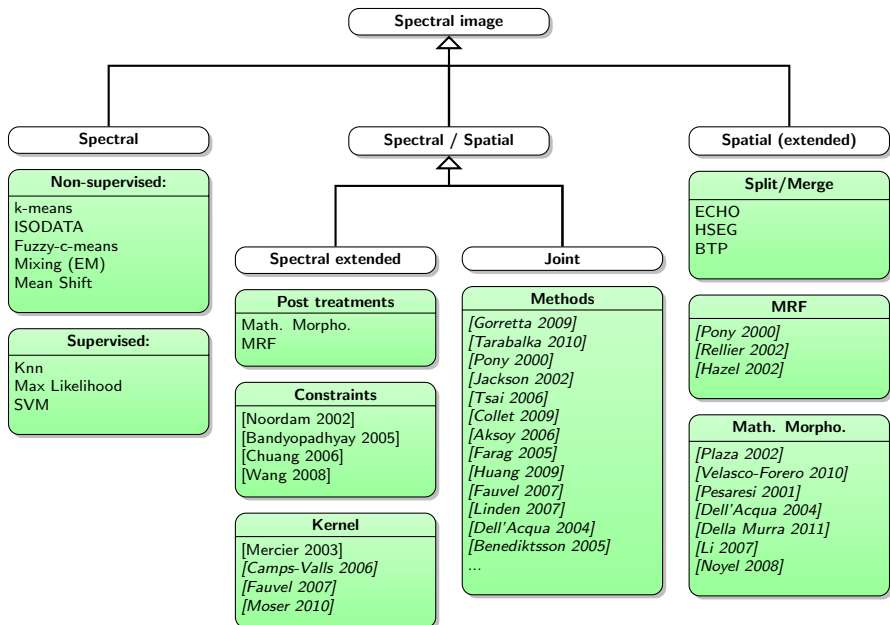 Spectral image
Spectral
Spectral / Spatial
Spatial (extended)
Non-supervised:
k-means
ISODATA
Fuzzy-c-means
Mixing (EM)
Mean Shift
Supervised:
Knn
Max Likelihood
SVM
Spectral extended
Post treatments
Math. Morpho.
MRF
Constraints
[Noordam 2002]
[Bandyopadhyay 2005]
[Chuang 2006]
[Wang 2008]
Kernel
[Mercier 2003]
[Camps-Valls 2006]
[Fauvel 2007]
[Moser 2010]
Joint
Methods
[Gorretta 2009]
[Tarabalka 2010]
[Pony 2000]
[Jackson 2002]
[Tsai 2006]
[Collet 2009]
[Aksoy 2006]
[Farag 2005]
[Huang 2009]
[Fauvel 2007]
[Linden 2007]
[Dell'Acqua 2004]
[Benediktsson 2005]
...
Split/Merge
ECHO
HSEG
BTP
MRF
[Pony 2000]
[Rellier 2002]
[Hazel 2002]
Math. Morpho.
[Plaza 2002]
[Velasco-Forero 2010]
[Pesaresi 2001]
[Dell'Acqua 2004]
[Della Murra 2011]
[Li 2007]
[Noyel 2008]